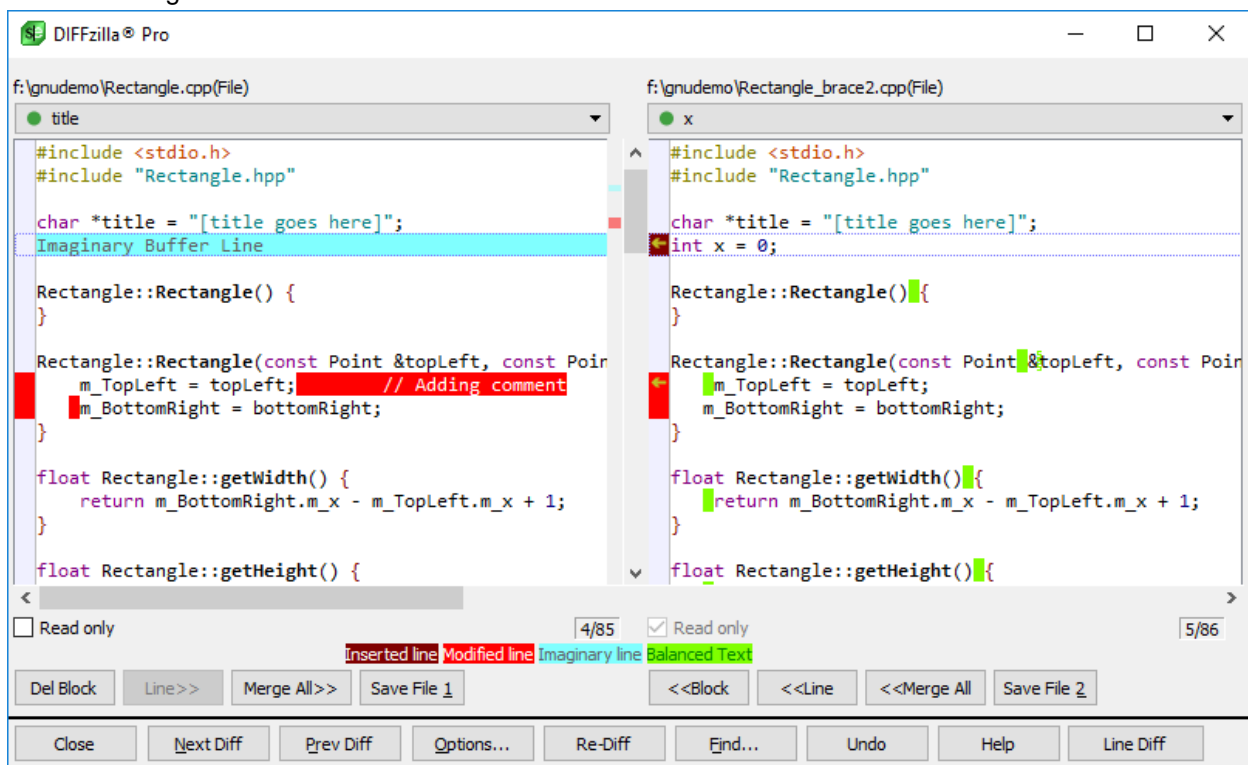 DIFFzilla® Pro
f:\gnudemo\Rectangle.cpp(File)
title
#include <stdio.h>
#include "Rectangle.hpp"
char *title = "[title goes here]";
Imaginary Buffer Line
Rectangle::Rectangle() {
}
Rectangle::Rectangle(const Point &topLeft, const Poin
m_TopLeft = topLeft; // Adding comment
m_BottomRight = bottomRight;
}
float Rectangle::getWidth() {
return m_BottomRight.m_x - m_TopLeft.m_x + 1;
}
float Rectangle::getHeight() {
f:\gnudemo\Rectangle_brace2.cpp(File)
x
#include <stdio.h>
#include "Rectangle.hpp"
char *title = "[title goes here]";
int x = 0;
Rectangle::Rectangle() {
}
Rectangle::Rectangle(const Point &topLeft, const Poin
m_TopLeft = topLeft;
m_BottomRight = bottomRight;
}
float Rectangle::getWidth() {
return m_BottomRight.m_x - m_TopLeft.m_x + 1;
}
float Rectangle::getHeight() {
Read only 4/85 Read only 5/86
Inserted line Modified line Imaginary line Balanced Text
Del Block Line>> Merge All>> Save File 1 <<Block <<Line <<Merge All Save File 2
Close Next Diff Prev Diff Options... Re-Diff Find... Undo Help Line Diff